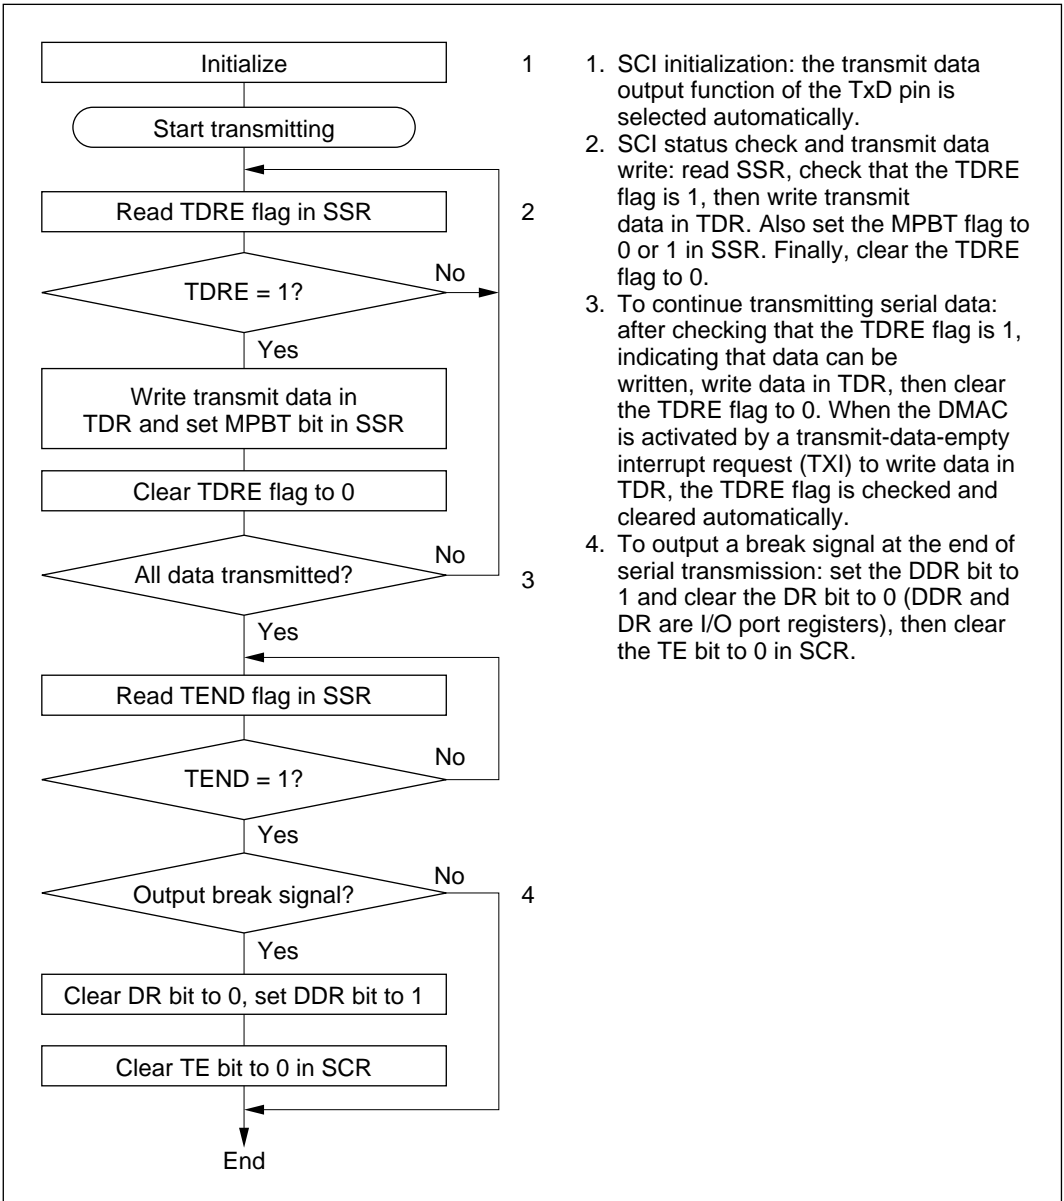 Initialize
1
Start transmitting
Read TDRE flag in SSR
2
TDRE = 1?
No
Yes
Write transmit data in
TDR and set MPBT bit in SSR
Clear TDRE flag to 0
All data transmitted?
No
3
Yes
Read TEND flag in SSR
TEND = 1?
No
Yes
Output break signal?
No
4
Yes
Clear DR bit to 0, set DDR bit to 1
Clear TE bit to 0 in SCR
End
1. SCI initialization: the transmit data
output function of the TxD pin is
selected automatically.
2. SCI status check and transmit data
write: read SSR, check that the TDRE
flag is 1, then write transmit
data in TDR. Also set the MPBT flag to
0 or 1 in SSR. Finally, clear the TDRE
flag to 0.
3. To continue transmitting serial data:
after checking that the TDRE flag is 1,
indicating that data can be
written, write data in TDR, then clear
the TDRE flag to 0. When the DMAC
is activated by a transmit-data-empty
interrupt request (TXI) to write data in
TDR, the TDRE flag is checked and
cleared automatically.
4. To output a break signal at the end of
serial transmission: set the DDR bit to
1 and clear the DR bit to 0 (DDR and
DR are I/O port registers), then clear
the TE bit to 0 in SCR.